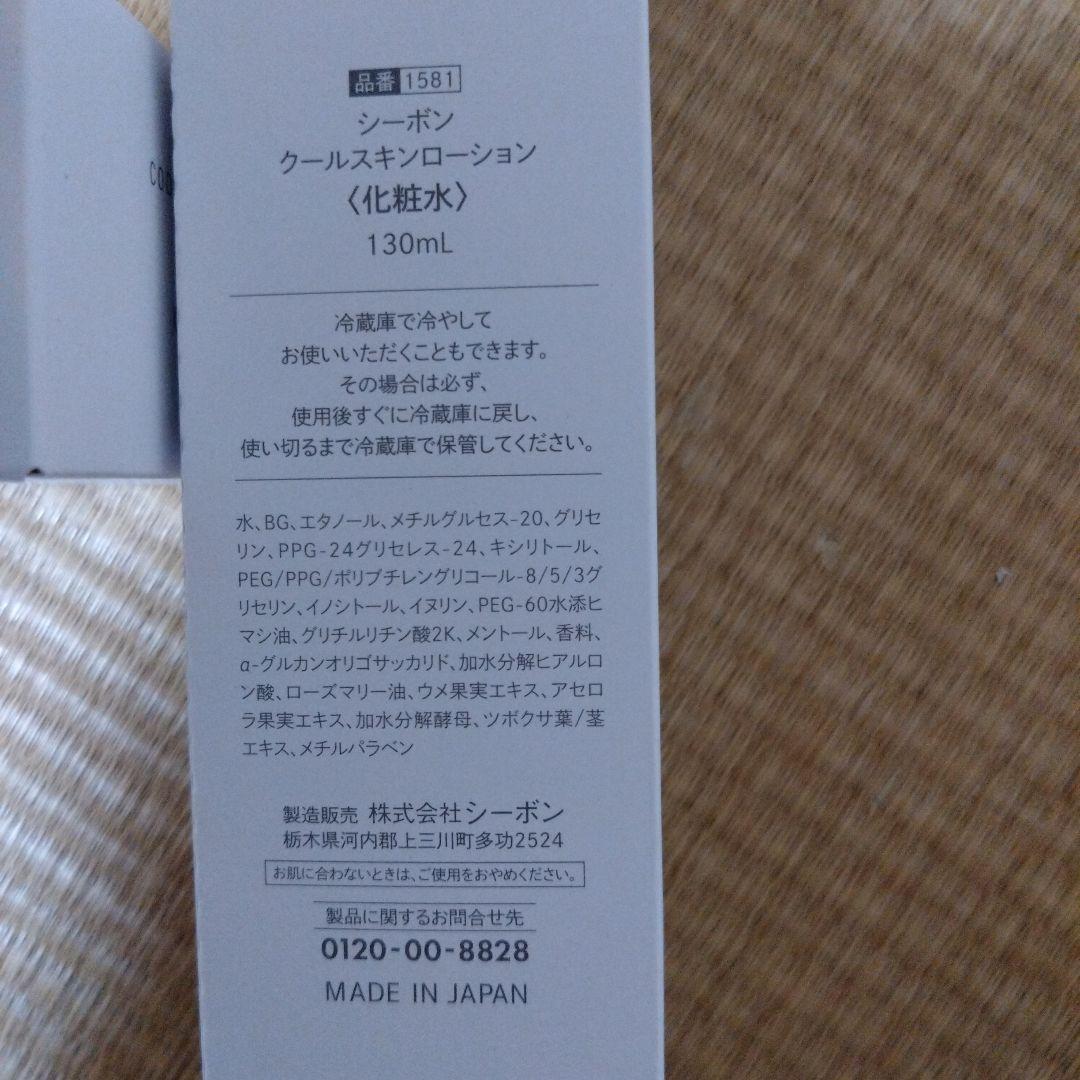 COO
品番 1581
シーボン
クールスキンローション
〈化粧水〉
130mL
冷蔵庫で冷やして
お使いいただくこともできます。
その場合は必ず、
使用後すぐに冷蔵庫に戻し、
使い切るまで冷蔵庫で保管してください。
水、BG、エタノール、メチルグルセス-20、グリセ
リン、PPG-24グリセレス-24、キシリトール、
PEG/PPG/ポリブチレングリコール-8/5/3グ
リセリン、イノシトール、イヌリン、PEG-60水添ヒ
マシ油、グリチルリチン酸2K、メントール、香料、
α-グルカンオリゴサッカリド、加水分解ヒアルロ
ン酸、ローズマリー油、ウメ果実エキス、アセロ
ラ果実エキス、加水分解酵母、ツボクサ葉/茎
エキス、メチルパラベン
製造販売 株式会社シーボン
栃木県河内郡上三川町多功2524
お肌に合わないときは、ご使用をおやめください。
製品に関するお問合せ先
0120-00-8828
MADE IN JAPAN